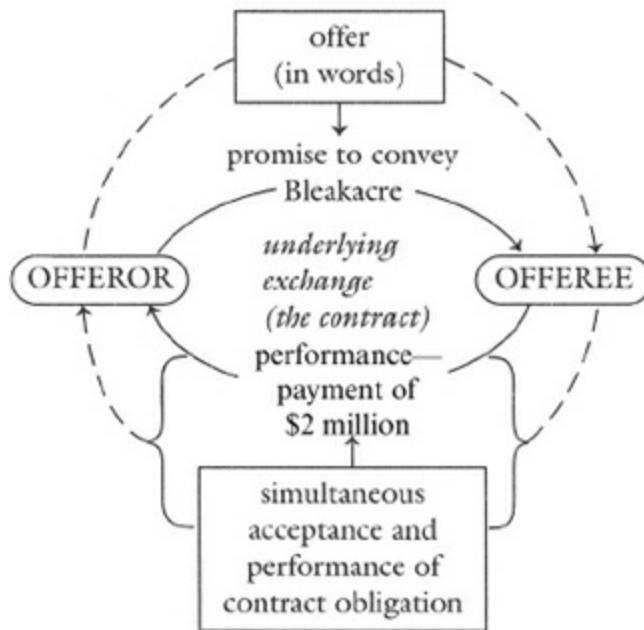 offer
(in words)
promise to convey
Bleakacre
underlying
exchange
(the contract)
OFFEROR
OFFEREE
performance—
payment of
$2 million
simultaneous
acceptance and
performance of
contract obligation